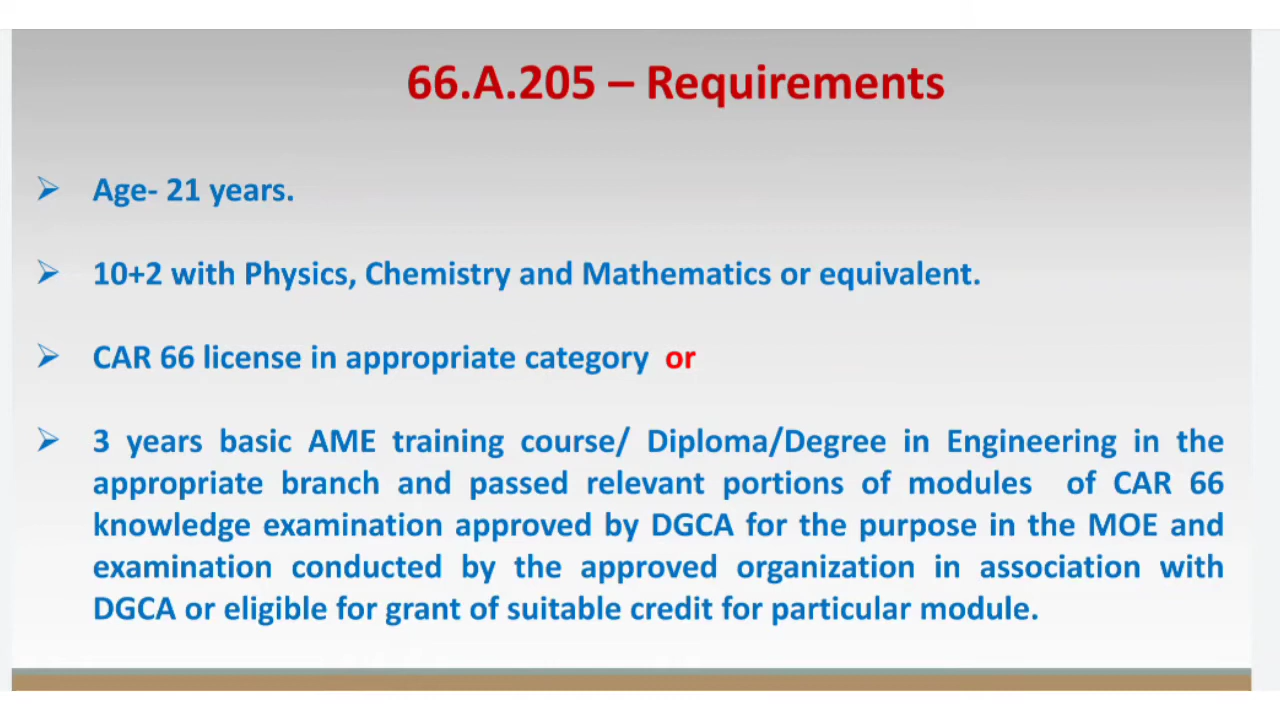 66.A.205 – Requirements
➢ Age- 21 years.
➢ 10+2 with Physics, Chemistry and Mathematics or equivalent.
➢ CAR 66 license in appropriate category or
➢ 3 years basic AME training course/ Diploma/Degree in Engineering in the
appropriate branch and passed relevant portions of modules of CAR 66
knowledge examination approved by DGCA for the purpose in the MOE and
examination conducted by the approved organization in association with
DGCA or eligible for grant of suitable credit for particular module.